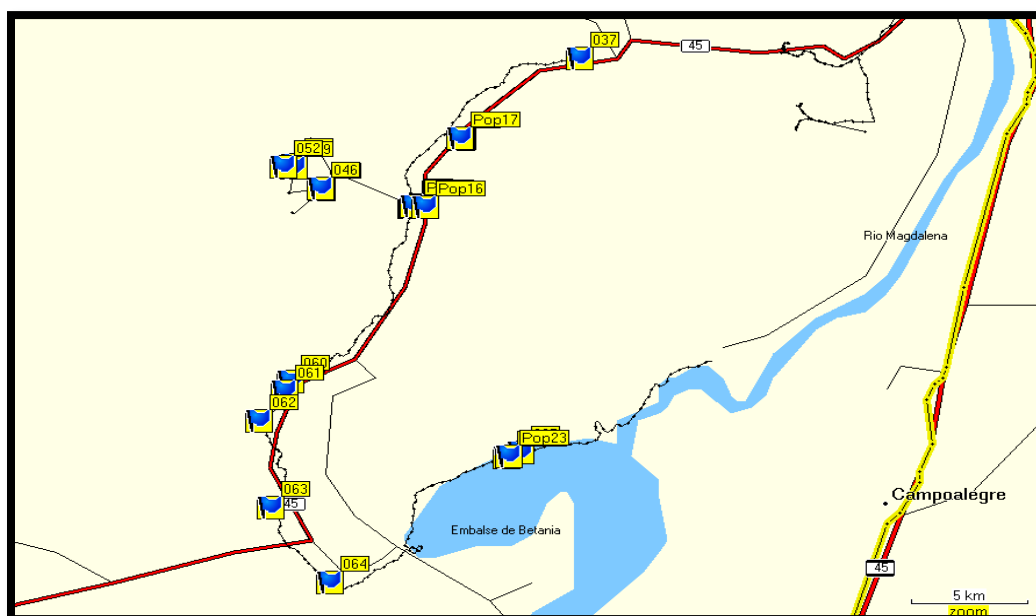 037
45
Pop17
052
046
Pop16
Rio Magdalena
060
061
062
Pop23
063
45
Campoalegre
Embalse de Betania
064
45
5 km
zoom